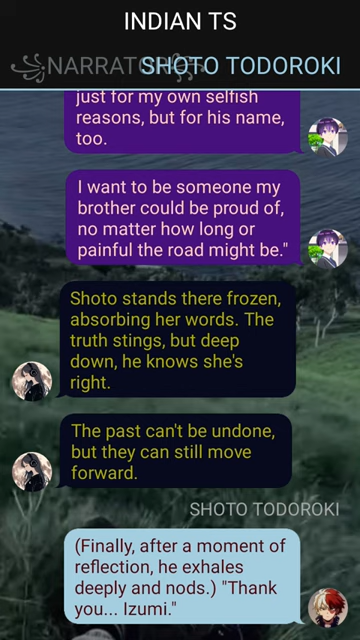 INDIAN TS
NARRATOR
SHOTO TODOROKI
just for my own selfish
reasons, but for his name,
too.
I want to be someone my
brother could be proud of,
no matter how long or
painful the road might be."
Shoto stands there frozen,
absorbing her words. The
truth stings, but deep
down, he knows she's
right.
The past can't be undone,
but they can still move
forward.
SHOTO TODOROKI
(Finally, after a moment of
reflection, he exhales
deeply and nods.) "Thank
you... Izumi."